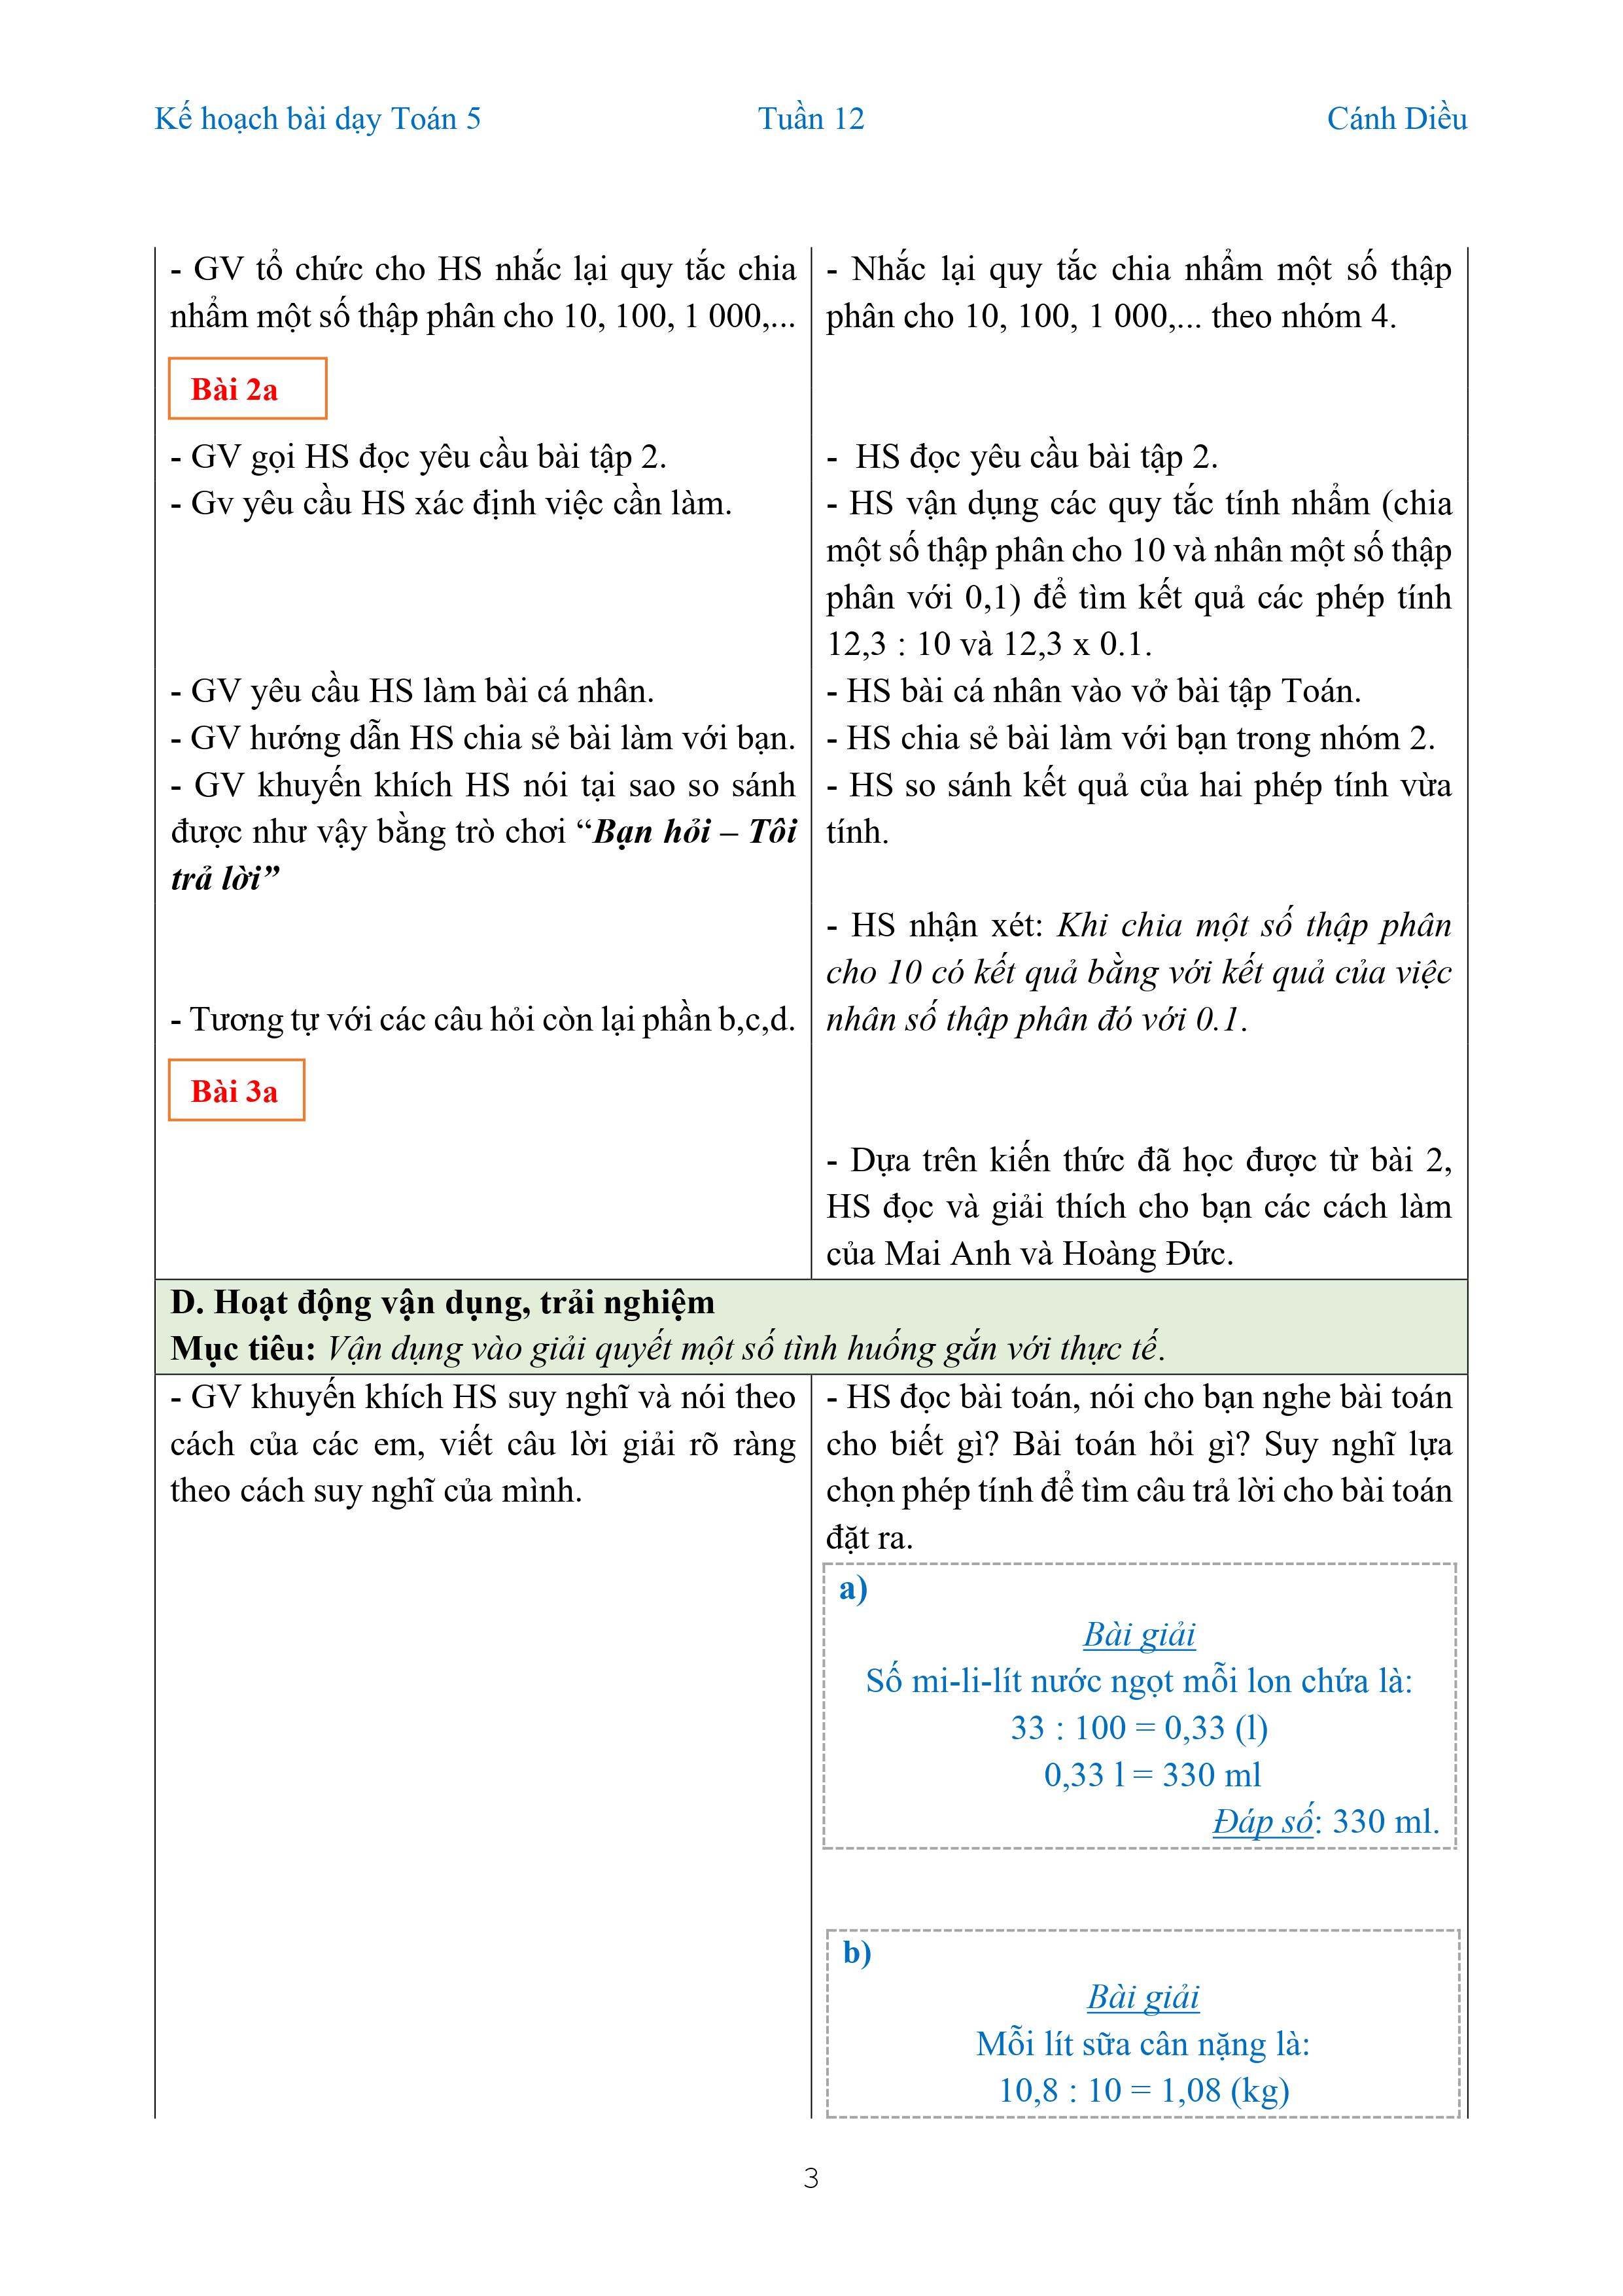 Kế hoạch bài dạy Toán 5 Tuần 12 Cánh Diều
- GV tổ chức cho HS nhắc lại quy tắc chia
nhẩm một số thập phân cho 10, 100, 1 000,...
- Nhắc lại quy tắc chia nhẩm một số thập
phân cho 10, 100, 1 000,... theo nhóm 4.
Bài 2a
- GV gọi HS đọc yêu cầu bài tập 2.
- Gv yêu cầu HS xác định việc cần làm.
- HS đọc yêu cầu bài tập 2.
- HS vận dụng các quy tắc tính nhẩm (chia
một số thập phân cho 10 và nhân một số thập
phân với 0,1) để tìm kết quả các phép tính
12,3 : 10 và 12,3 x 0.1.
- GV yêu cầu HS làm bài cá nhân.
- GV hướng dẫn HS chia sẻ bài làm với bạn.
- GV khuyến khích HS nói tại sao so sánh
được như vậy bằng trò chơi “Bạn hỏi – Tôi
trả lời”
- HS bài cá nhân vào vở bài tập Toán.
- HS chia sẻ bài làm với bạn trong nhóm 2.
- HS so sánh kết quả của hai phép tính vừa
tính.
- HS nhận xét: Khi chia một số thập phân
cho 10 có kết quả bằng với kết quả của việc
nhân số thập phân đó với 0.1.
- Tương tự với các câu hỏi còn lại phần b,c,d.
Bài 3a
- Dựa trên kiến thức đã học được từ bài 2,
HS đọc và giải thích cho bạn các cách làm
của Mai Anh và Hoàng Đức.
D. Hoạt động vận dụng, trải nghiệm
Mục tiêu: Vận dụng vào giải quyết một số tình huống gắn với thực tế.
- GV khuyến khích HS suy nghĩ và nói theo
cách của các em, viết câu lời giải rõ ràng
theo cách suy nghĩ của mình.
- HS đọc bài toán, nói cho bạn nghe bài toán
cho biết gì? Bài toán hỏi gì? Suy nghĩ lựa
chọn phép tính để tìm câu trả lời cho bài toán
đặt ra.
a)
Bài giải
Số mi-li-lít nước ngọt mỗi lon chứa là:
33 : 100 = 0,33 (l)
0,33 l = 330 ml
Đáp số: 330 ml.
b)
Bài giải
Mỗi lít sữa cân nặng là:
10,8 : 10 = 1,08 (kg)
3